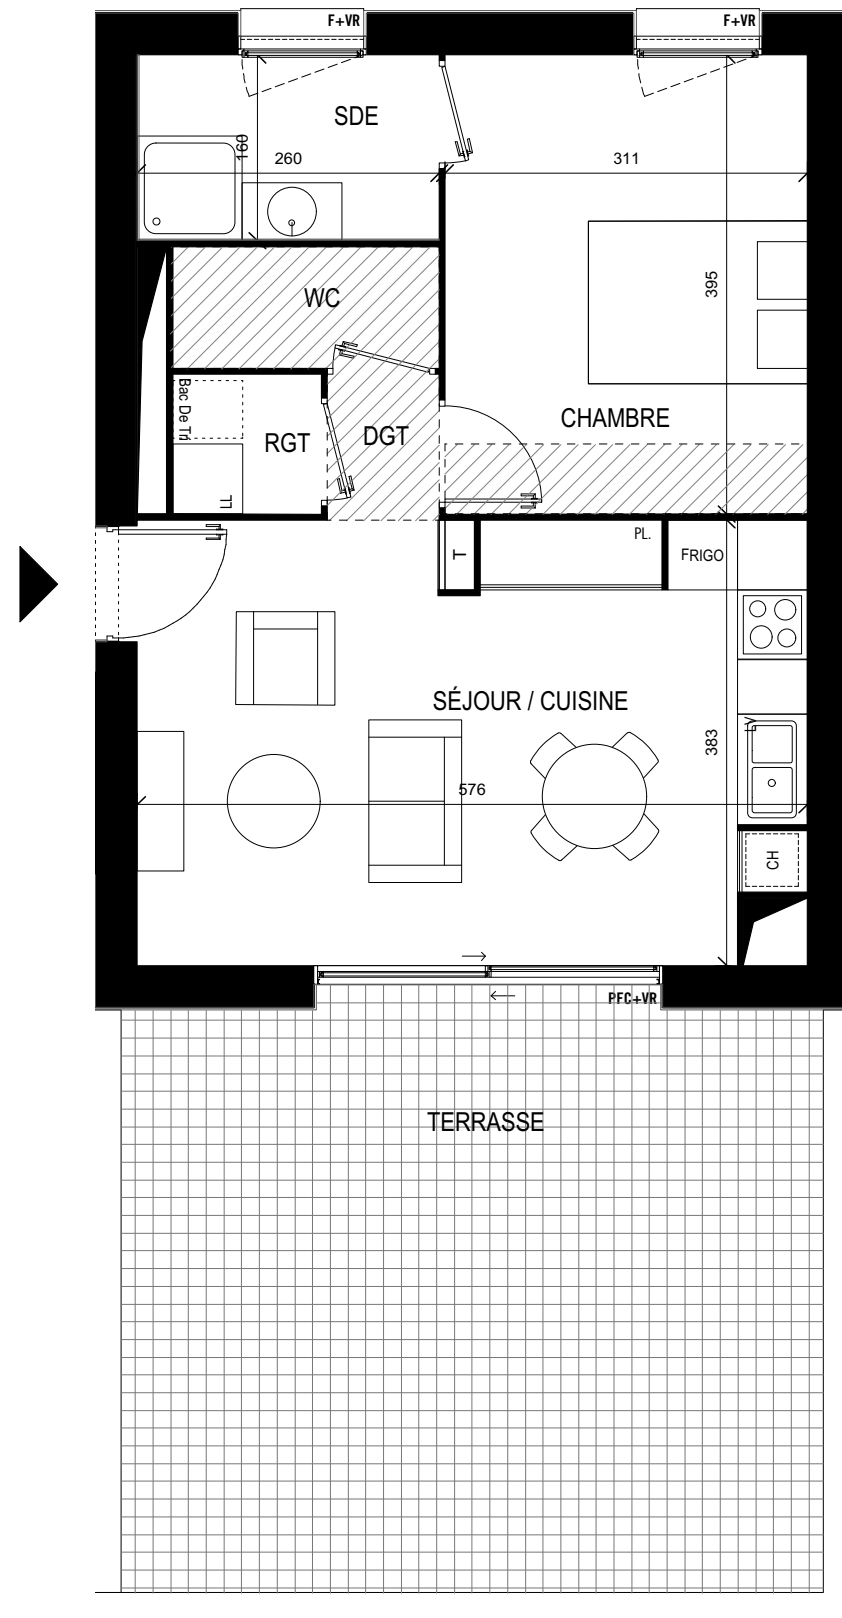 F+VR
F+VR
SDE
160
260
311
395
WC
CHAMBRE
Bac De Tri
RGT
DGT
LL
T
PL.
FRIGO
SÉJOUR / CUISINE
LV
383
576
CH
PFC+VR
TERRASSE